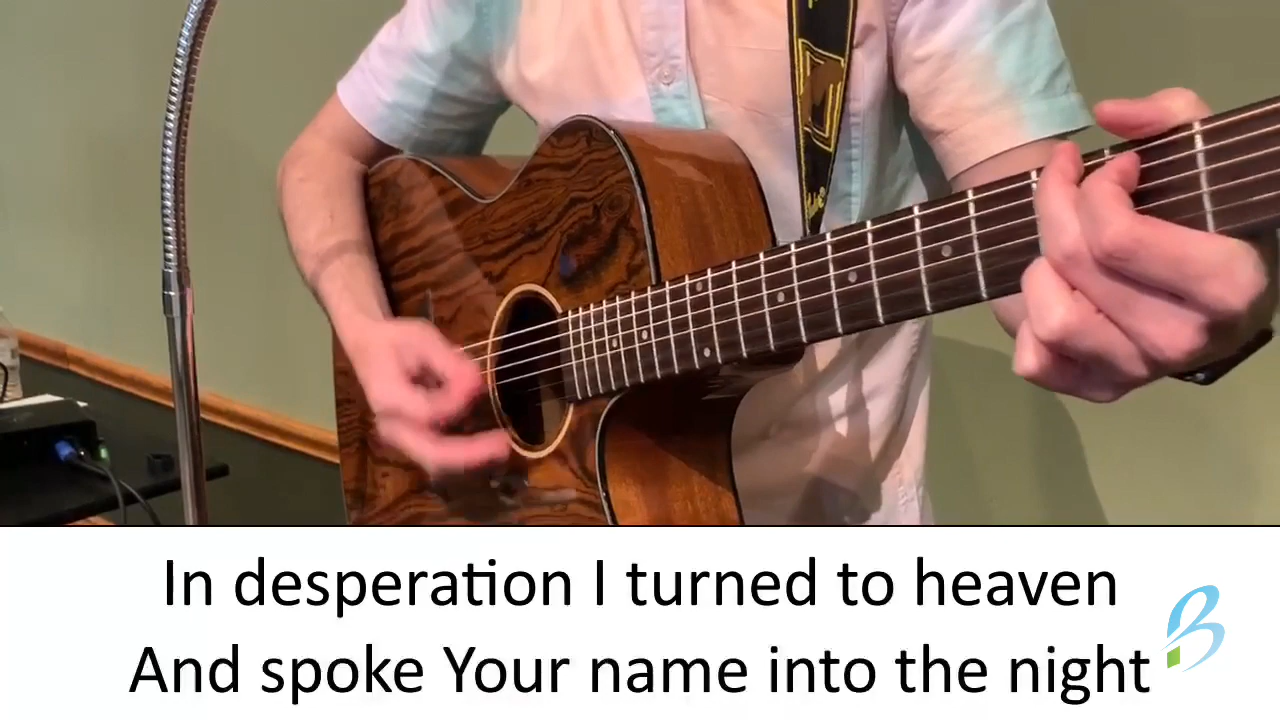 In desperation I turned to heaven
And spoke Your name into the night